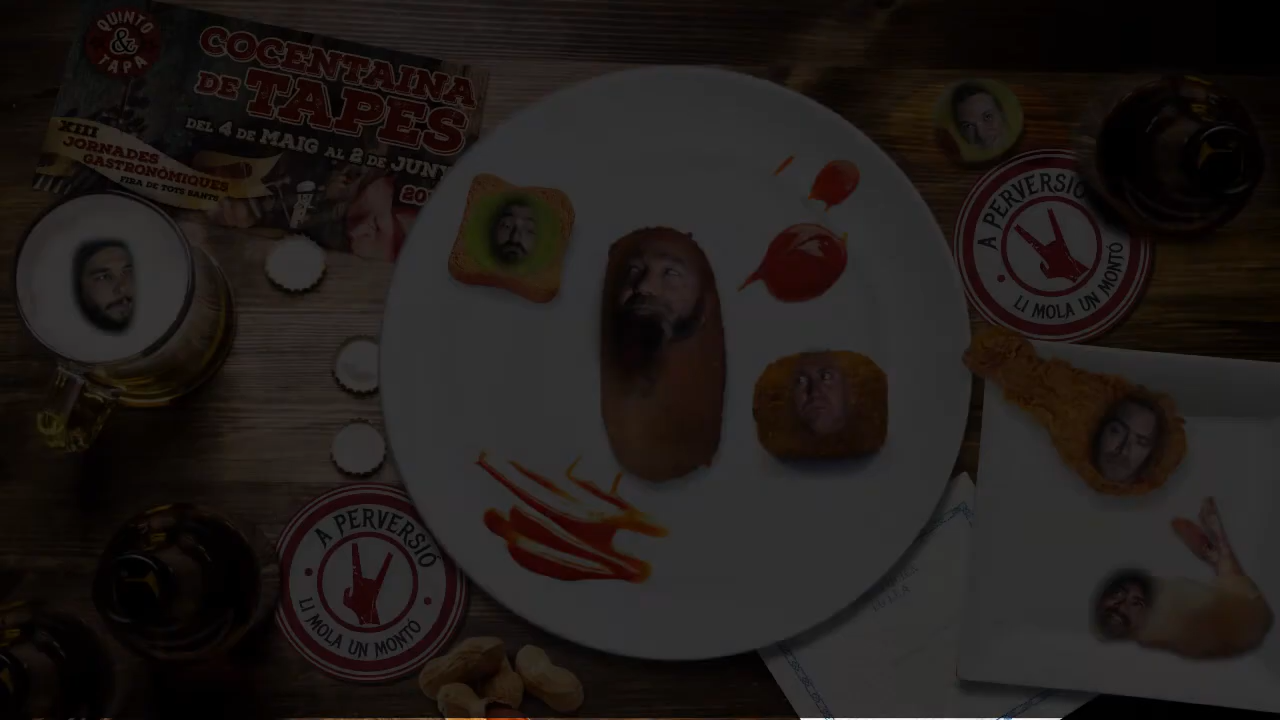 QUINTO
&
TAPA
COCENTAINA
DE TAPES
DEL 4 DE MAIG AL 2 DE JUNY
20
XIII
JORNADES
GASTRONÒMIQUES
FIRA DE TOTS SANTS
A PERVERSIÓ
LI MOLA UN MONTÓ
A PERVERSIÓ
LI MOLA UN MONTÓ